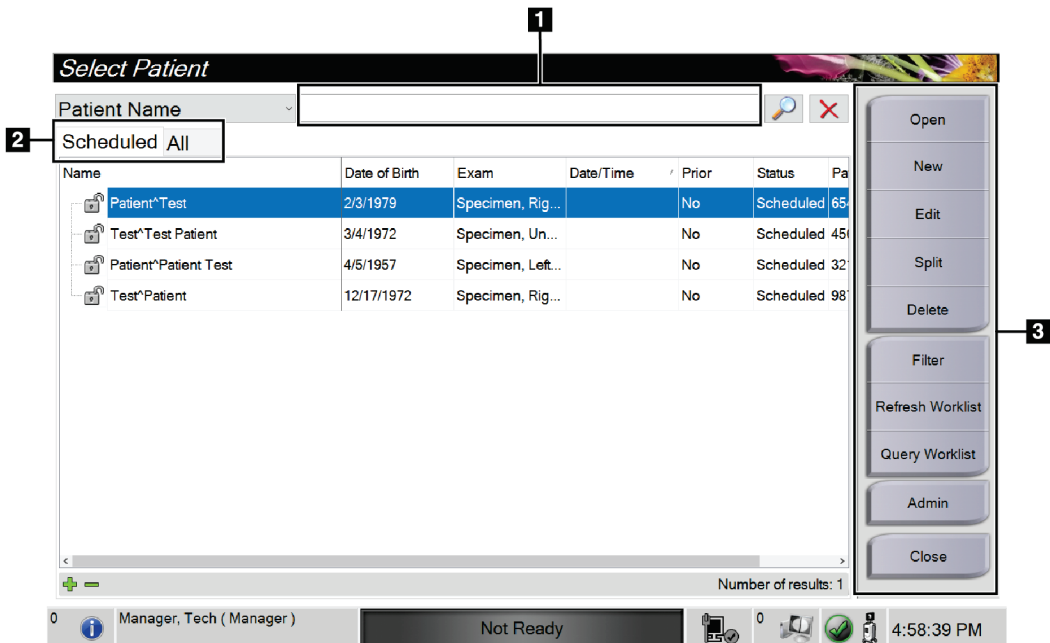 1
Select Patient
Patient Name
2
Scheduled All
Name Date of Birth Exam Date/Time Prior Status Pa
Patient^Test 2/3/1979 Specimen, Rig... No Scheduled 654
Test^Test Patient 3/4/1972 Specimen, Un... No Scheduled 456
Patient^Patient Test 4/5/1957 Specimen, Left... No Scheduled 321
Test^Patient 12/17/1972 Specimen, Rig... No Scheduled 987
Number of results: 1
Open
New
Edit
Split
Delete
3
Filter
Refresh Worklist
Query Worklist
Admin
Close
0 Manager, Tech ( Manager ) Not Ready 0 4:58:39 PM